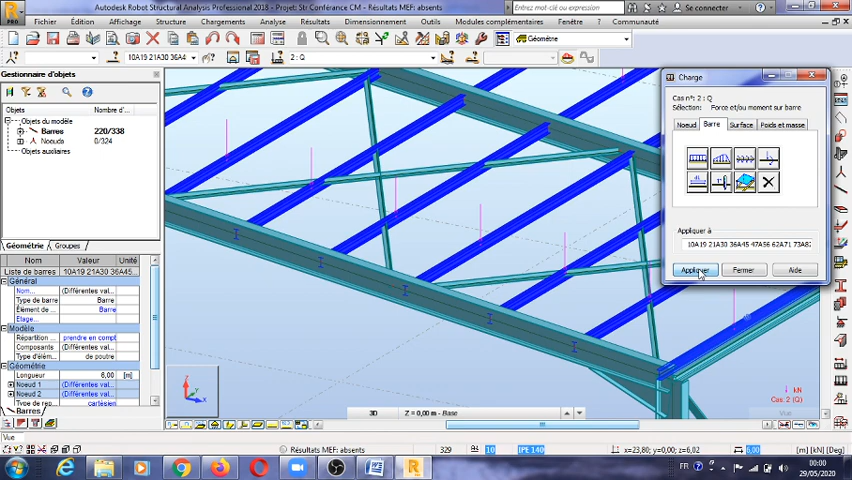 Autodesk Robot Structural Analysis Professional 2018 - Projet: Str Conférance CM - Résultats MEF: absents
Entrez mot-clé/phrase
Se connecter
Fichier Edition Affichage Structure Chargements Analyse Résultats Dimensionnement Outils Modules complémentaires Fenêtre ? Communauté
Géométrie
10A19 21A30 36A4
2 : Q
Gestionnaire d'objets
Objets
Nombre d'...
Objets du modèle
Barres 220/338
Noeuds 0/324
Objets auxiliaires
Géométrie Groupes
Nom Valeur Unité
Liste de barres 10A19 21A30 36A45...
Général
Nom... (Différentes val...
Type de barre Barre
Élément de ... Barre
Etage...
Modèle
Récupération prendre en compt
Composants (Différentes val...
Type d'élém... de poutre
Géométrie
Longueur 6,00 [m]
Noeud 1 (Différentes val...
Noeud 2 (Différentes val...
Type de rep... cartésien
Barres
Charge
Cas n°: 2 : Q
Sélection: Force et/ou moment sur barre
Noeud Barre Surface Poids et masse
Appliquer à
10A19 21A30 36A45 47A56 62A71 73A82
Appliquer Fermer Aide
z
y
x
kN
Cas: 2 (Q)
3D Z = 0,00 m - Base
Vue
Vue
Résultats MEF: absents 329 10 IPE 140 x=23,80; y=0,00; z=6,02 6,00 [m] [kN] [Deg]
FR 00:00
29/05/2020